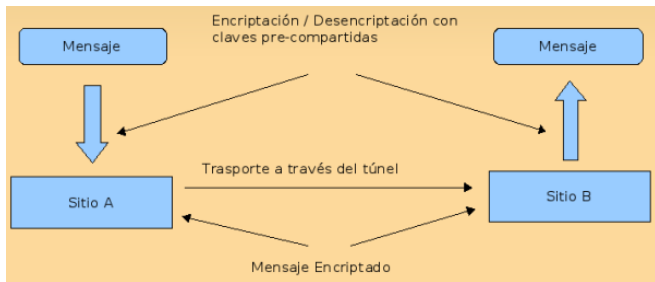 Encriptación / Desencriptación con
claves pre-compartidas
Mensaje
Mensaje
Trasporte a través del túnel
Sitio A
Sitio B
Mensaje Encriptado